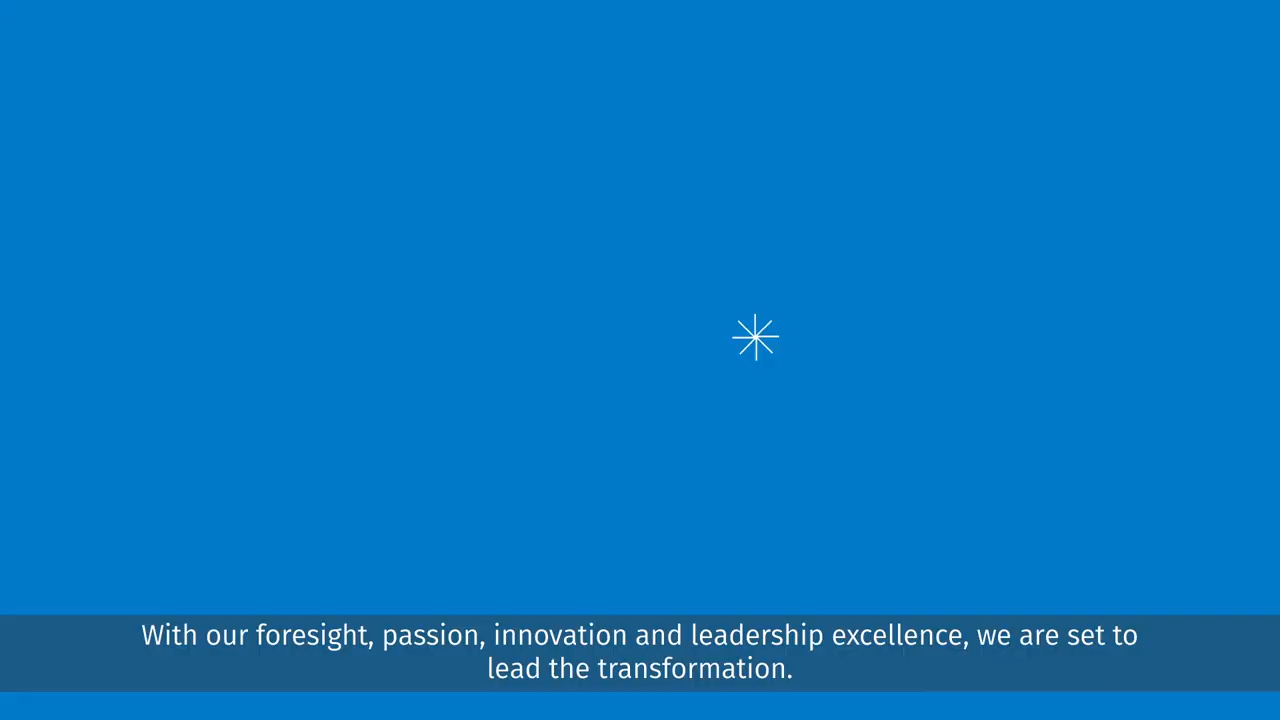 With our foresight, passion, innovation and leadership excellence, we are set to
lead the transformation.